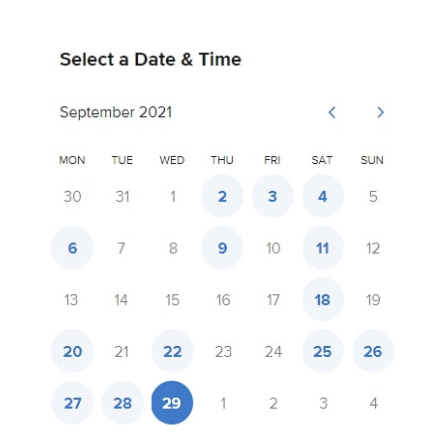 Select a Date & Time
September 2021
MON TUE WED THU FRI SAT SUN
30 31 1 2 3 4 5
6 7 8 9 10 11 12
13 14 15 16 17 18 19
20 21 22 23 24 25 26
27 28 29 1 2 3 4